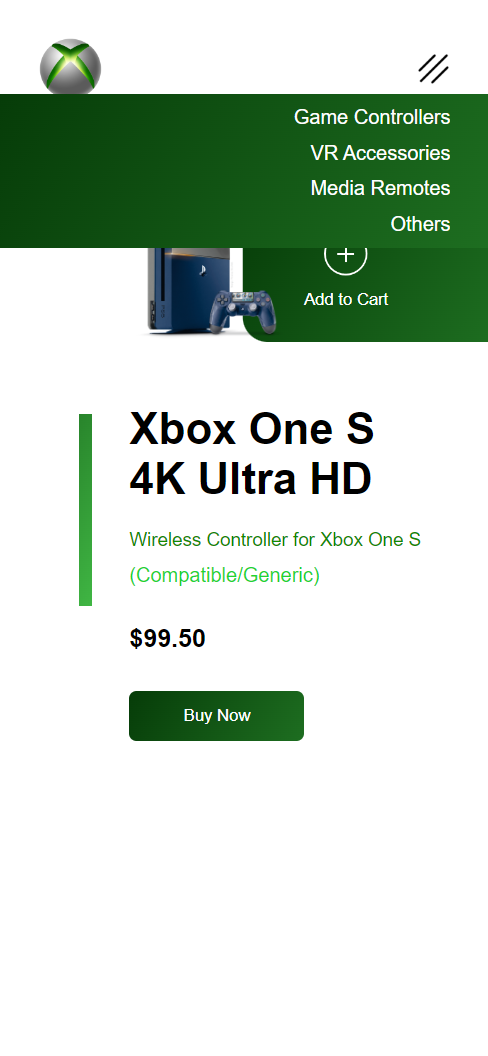 Game Controllers
VR Accessories
Media Remotes
Others
Add to Cart
Xbox One S
4K Ultra HD
Wireless Controller for Xbox One S
(Compatible/Generic)
$99.50
Buy Now